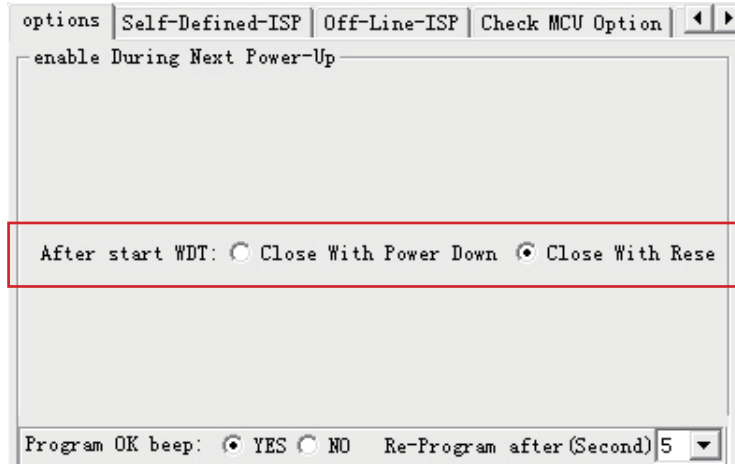 options Self-Defined-ISP Off-Line-ISP Check MCU Option
enable During Next Power-Up
After start WDT: Close With Power Down Close With Rese
Program OK beep: YES NO Re-Program after(Second) 5